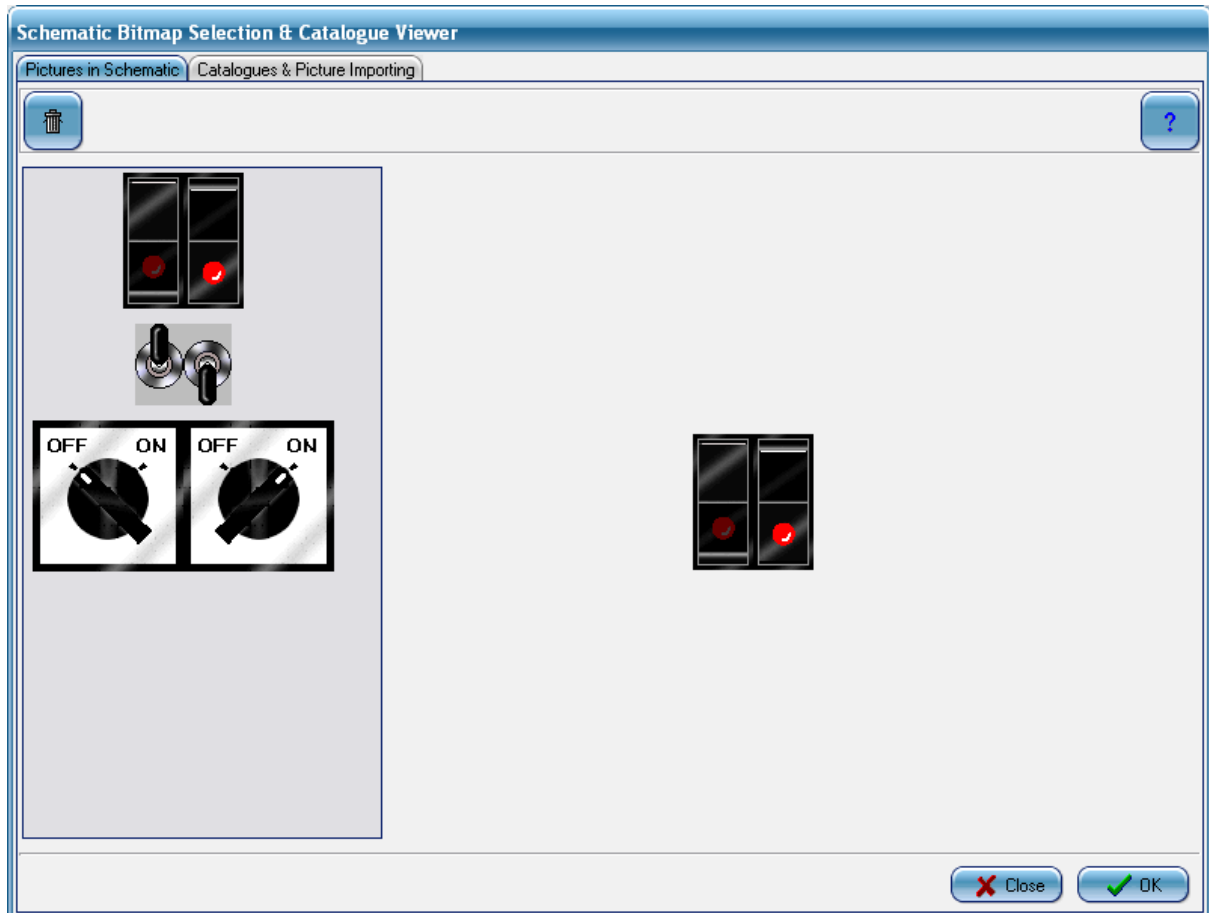 Schematic Bitmap Selection & Catalogue Viewer
Pictures in Schematic Catalogues & Picture Importing
?
OFF ON OFF ON
Close OK